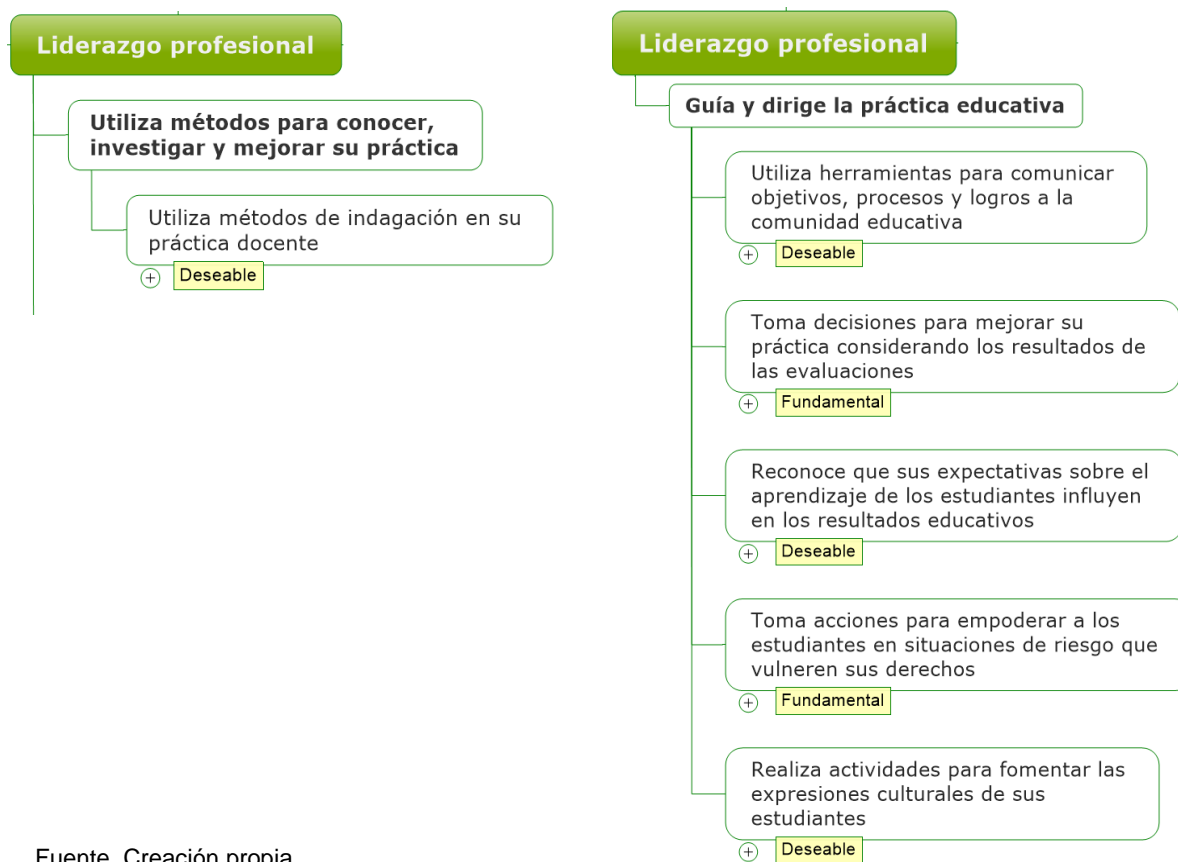 Liderazgo profesional
Utiliza métodos para conocer,
investigar y mejorar su práctica
Utiliza métodos de indagación en su
práctica docente
Deseable
Liderazgo profesional
Guía y dirige la práctica educativa
Utiliza herramientas para comunicar
objetivos, procesos y logros a la
comunidad educativa
Deseable
Toma decisiones para mejorar su
práctica considerando los resultados de
las evaluaciones
Fundamental
Reconoce que sus expectativas sobre el
aprendizaje de los estudiantes influyen
en los resultados educativos
Deseable
Toma acciones para empoderar a los
estudiantes en situaciones de riesgo que
vulneren sus derechos
Fundamental
Realiza actividades para fomentar las
expresiones culturales de sus
estudiantes
Deseable
Fuente. Creación propia